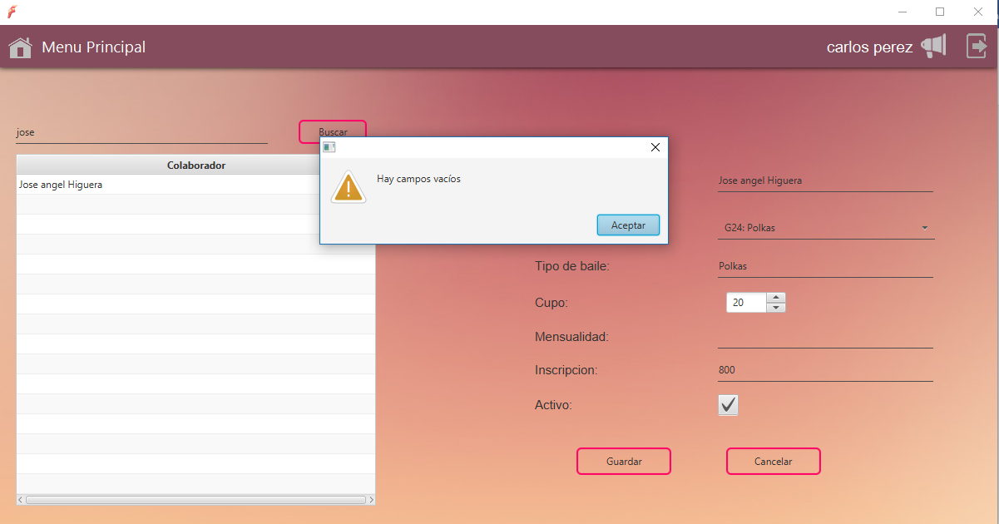 Menu Principal
carlos perez
jose
Buscar
Colaborador
Jose angel Higuera
Hay campos vacíos
Aceptar
Jose angel Higuera
G24: Polkas
Tipo de baile:
Polkas
Cupo:
20
Mensualidad:
Inscripcion:
800
Activo:
Guardar
Cancelar